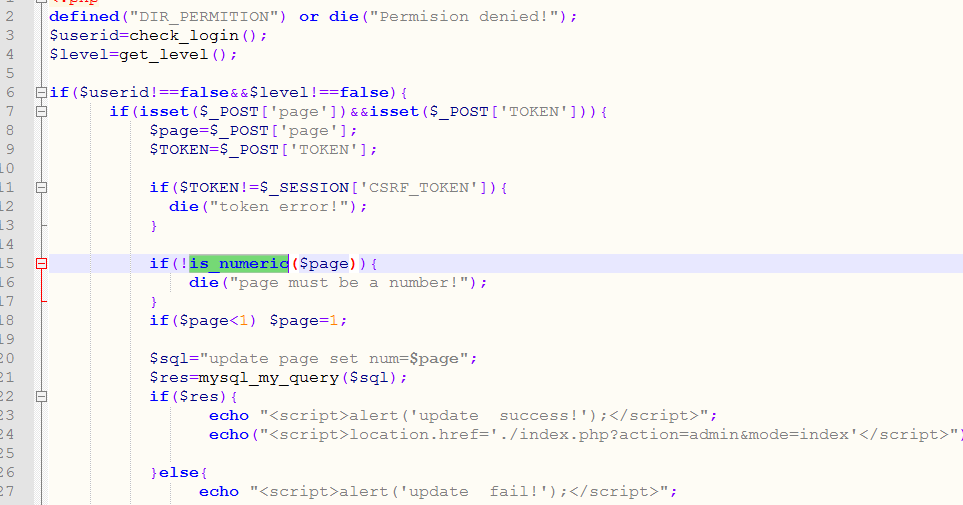 <?php
2 defined("DIR_PERMITION") or die("Permision denied!");
3 $userid=check_login();
4 $level=get_level();
5
6 if($userid!==false&&$level!==false){
7 if(isset($_POST['page'])&&isset($_POST['TOKEN'])){
8 $page=$_POST['page'];
9 $TOKEN=$_POST['TOKEN'];
10
11 if($TOKEN!=$_SESSION['CSRF_TOKEN']){
12 die("token error!");
13 }
14
15 if(!is_numeric($page)){
16 die("page must be a number!");
17 }
18 if($page<1) $page=1;
19
20 $sql="update page set num=$page";
21 $res=mysql_my_query($sql);
22 if($res){
23 echo "<script>alert('update  success!');</script>";
24 echo("<script>location.href='./index.php?action=admin&mode=index'</script>")
25
26 }else{
27 echo "<script>alert('update  fail!');</script>";